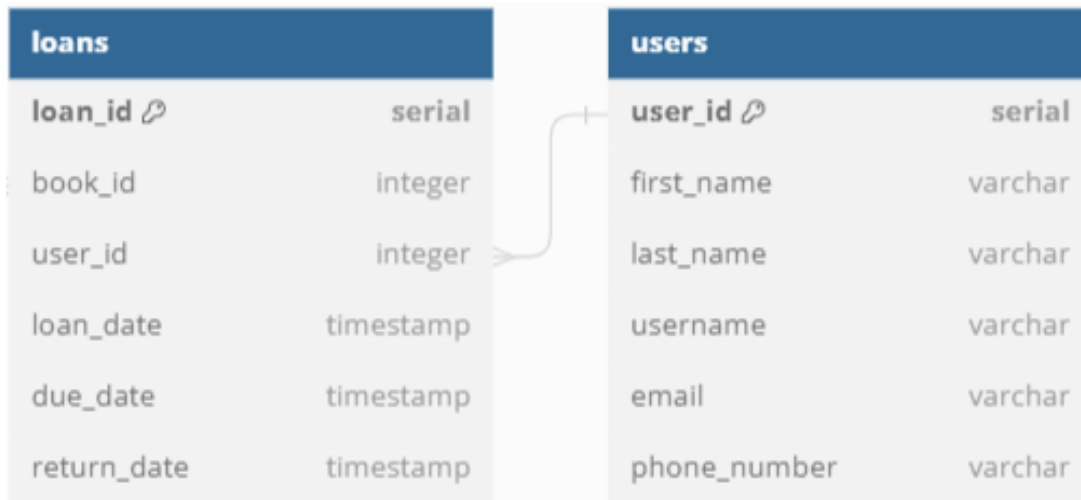 loans
loan_id serial
book_id integer
user_id integer
loan_date timestamp
due_date timestamp
return_date timestamp
users
user_id serial
first_name varchar
last_name varchar
username varchar
email varchar
phone_number varchar